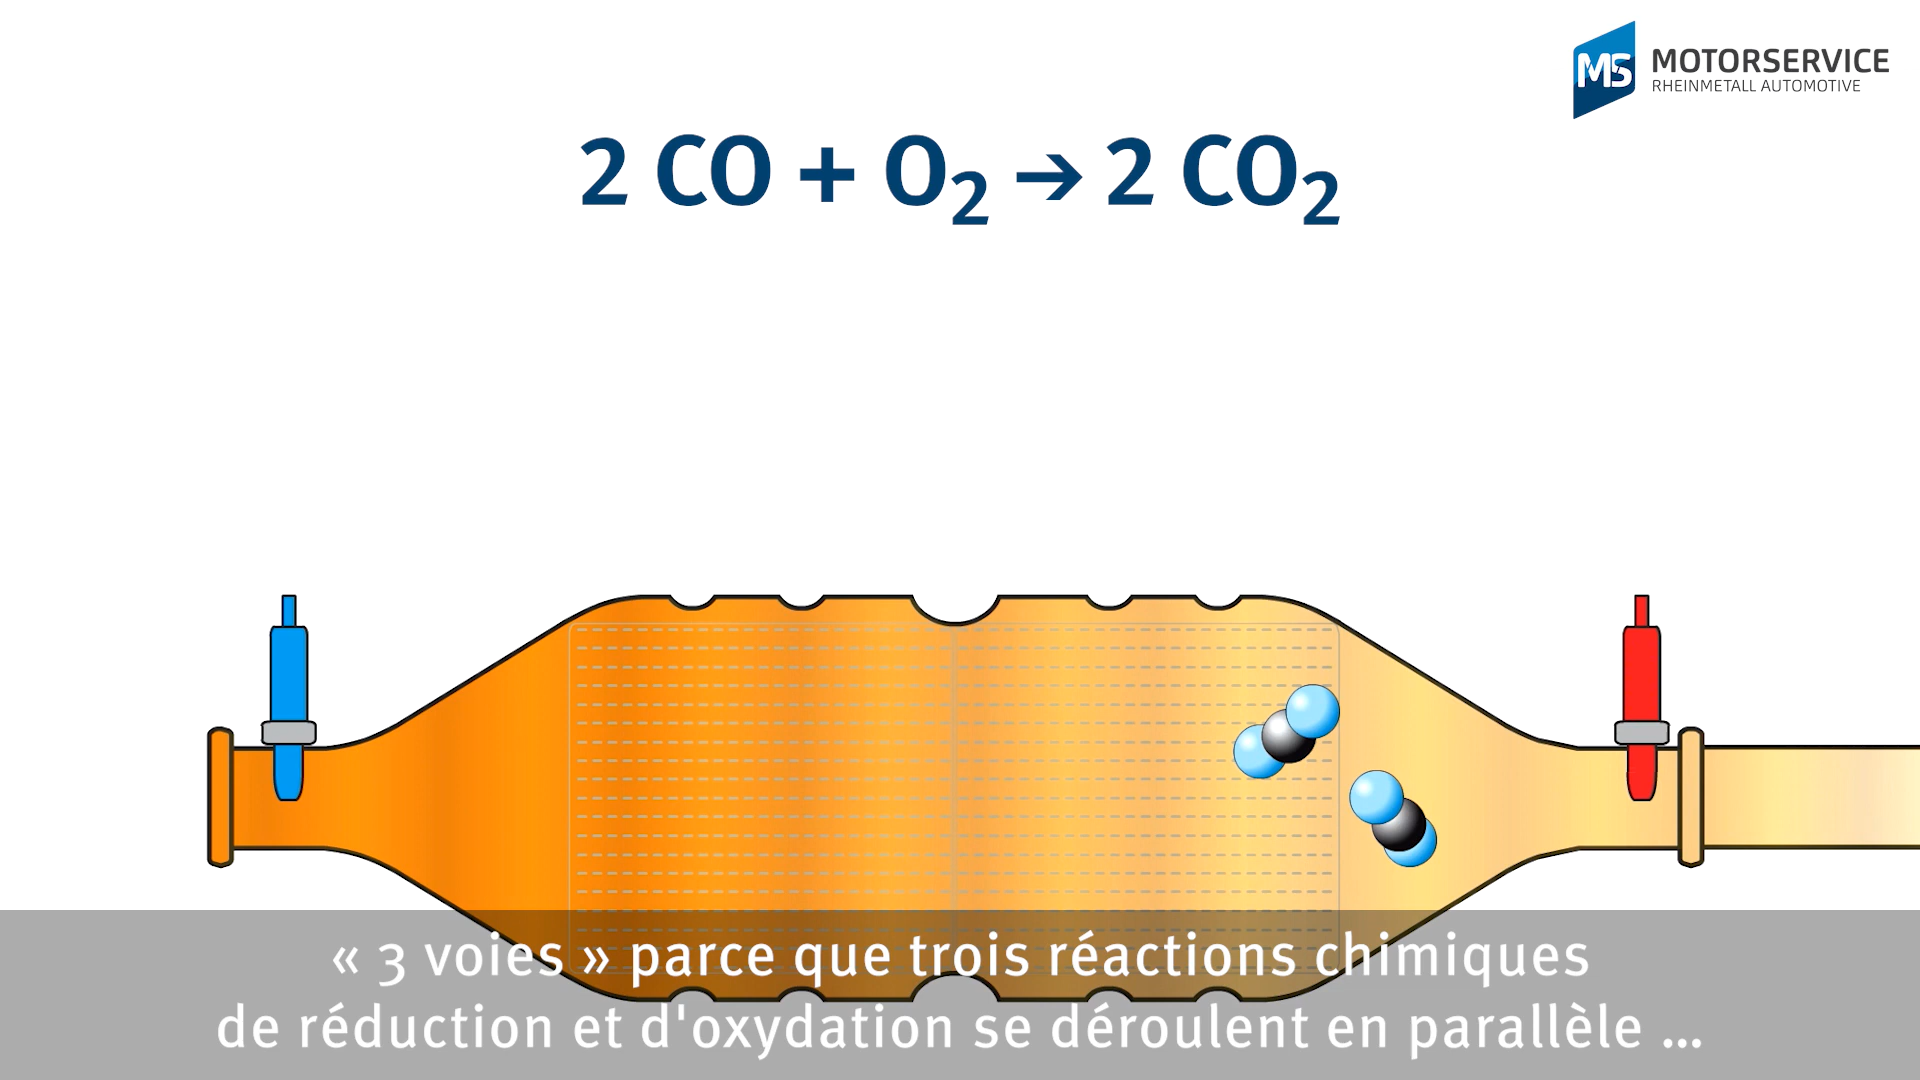 MS MOTORSERVICE
RHEINMETALL AUTOMOTIVE
2 CO + O₂ → 2 CO₂
« 3 voies » parce que trois réactions chimiques
de réduction et d'oxydation se déroulent en parallèle ...